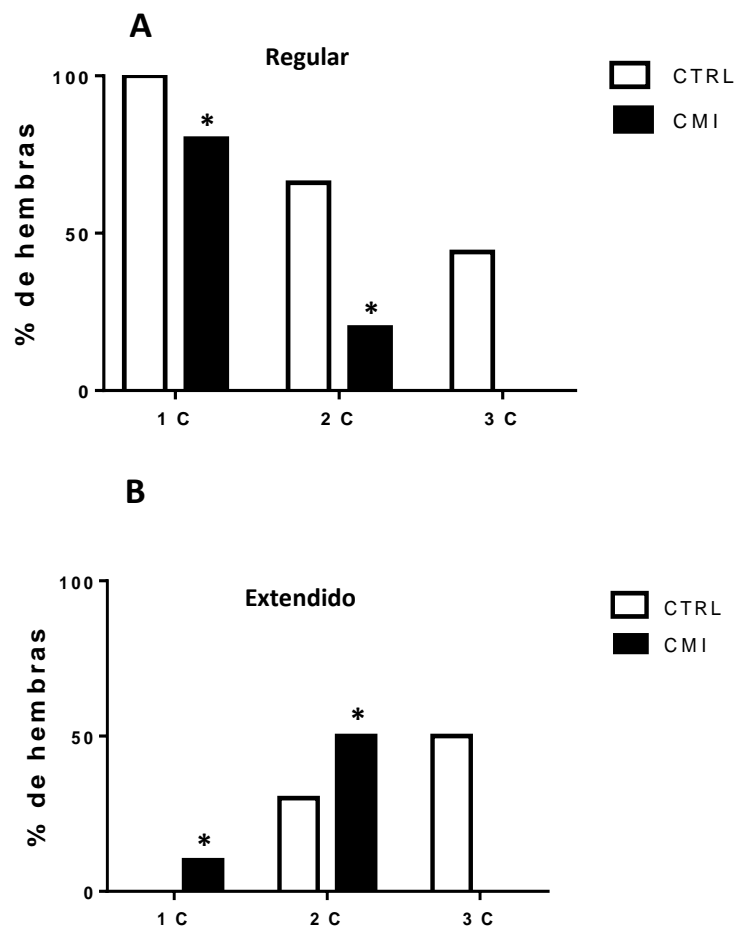 A
Regular
CTRL
CMI
% de hembras
100
50
0
*
*
1 C
2 C
3 C
B
Extendido
CTRL
CMI
% de hembras
100
50
0
*
*
1 C
2 C
3 C